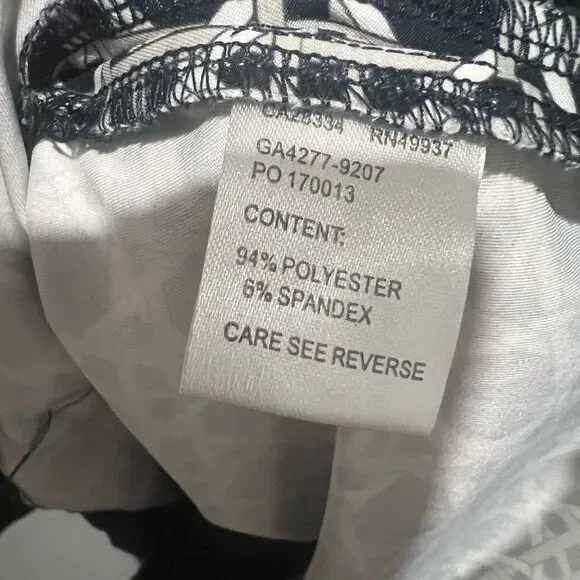 CA28334 RN49937
GA4277-9207
PO 170013
CONTENT:
94% POLYESTER
6% SPANDEX
CARE SEE REVERSE